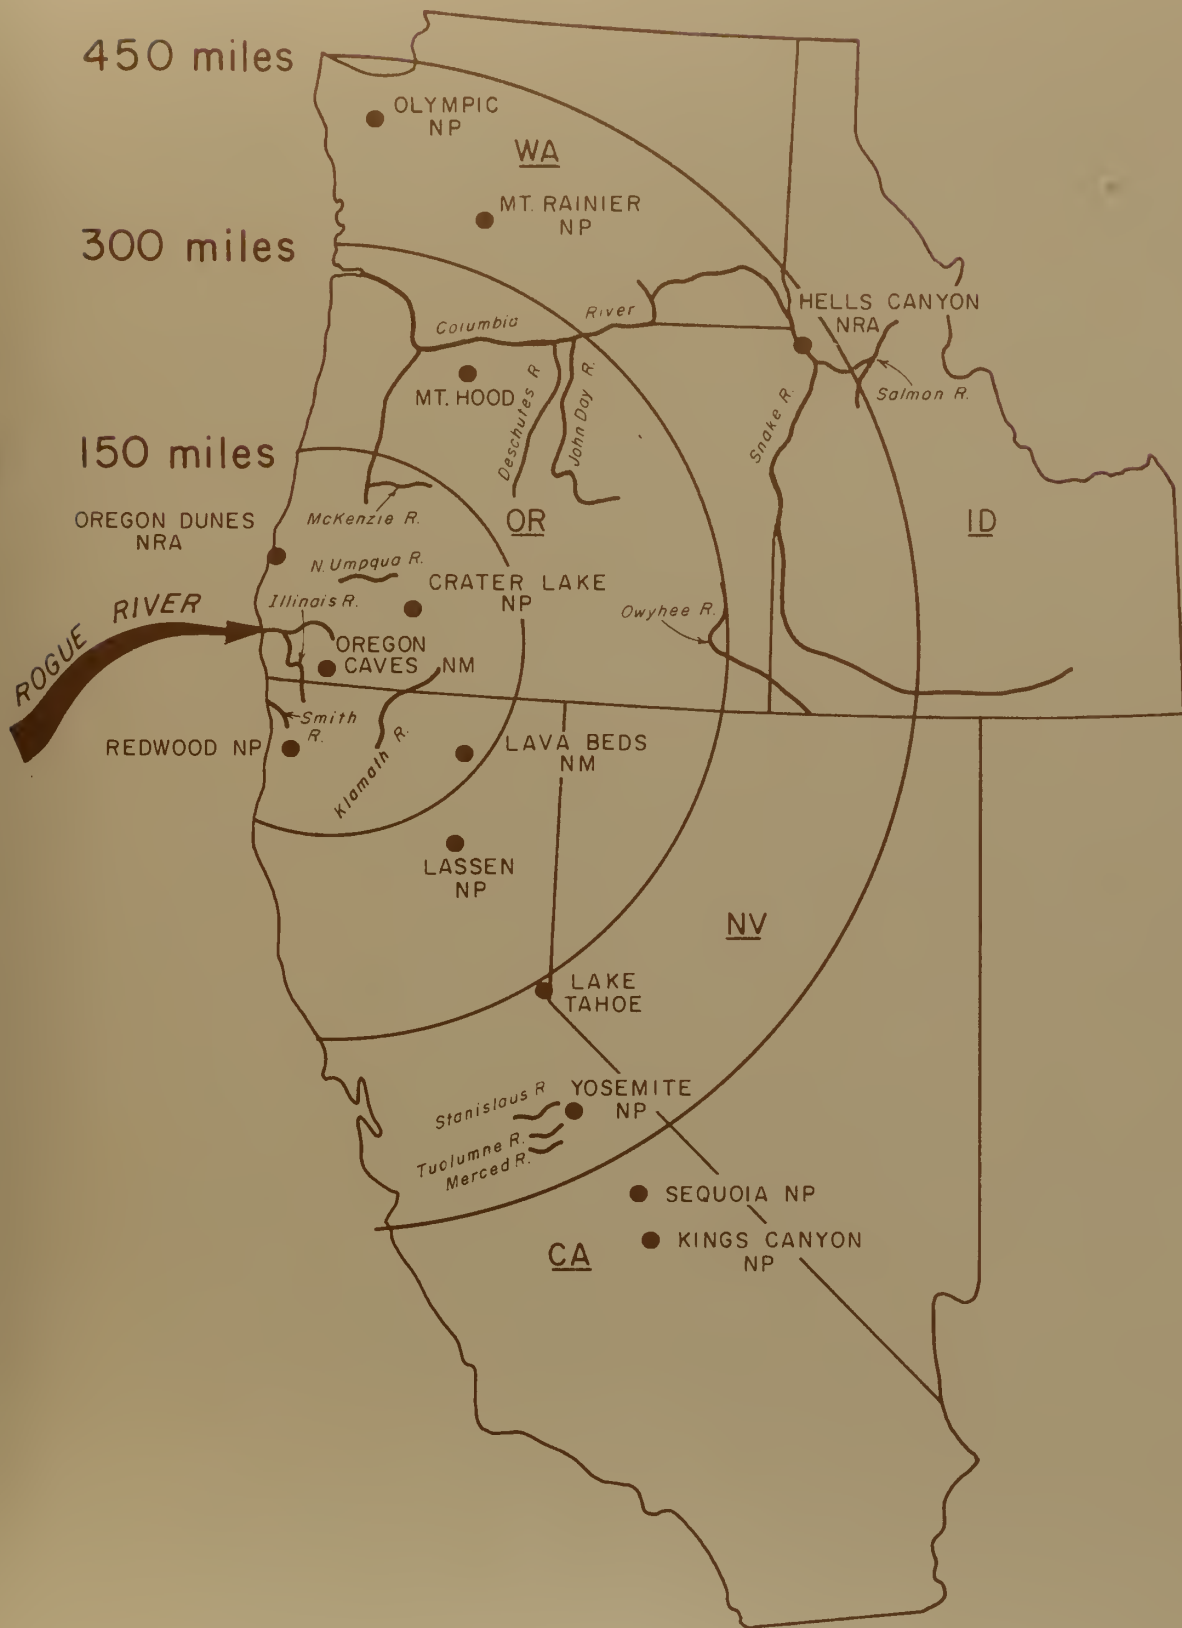 450 miles
OLYMPIC
NP
WA
MT. RAINIER
NP
300 miles
HELLS CANYON
NRA
Columbia
River
MT. HOOD
Deschutes R
John Day R.
Snake R.
Salmon R.
150 miles
McKenzie R.
OREGON DUNES
NRA
OR
ID
N. Umpqua R.
CRATER LAKE
NP
Illinais R.
ROGUE RIVER
Owyhee R.
OREGON
CAVES NM
Smith
R.
REDWOOD NP
Klamath R.
LAVA BEDS
NM
LASSEN
NP
NV
LAKE
TAHOE
YOSEMITE
NP
Stanislaus R
Tuolumne R.
Merced R.
SEQUOIA NP
KINGS CANYON
NP
CA